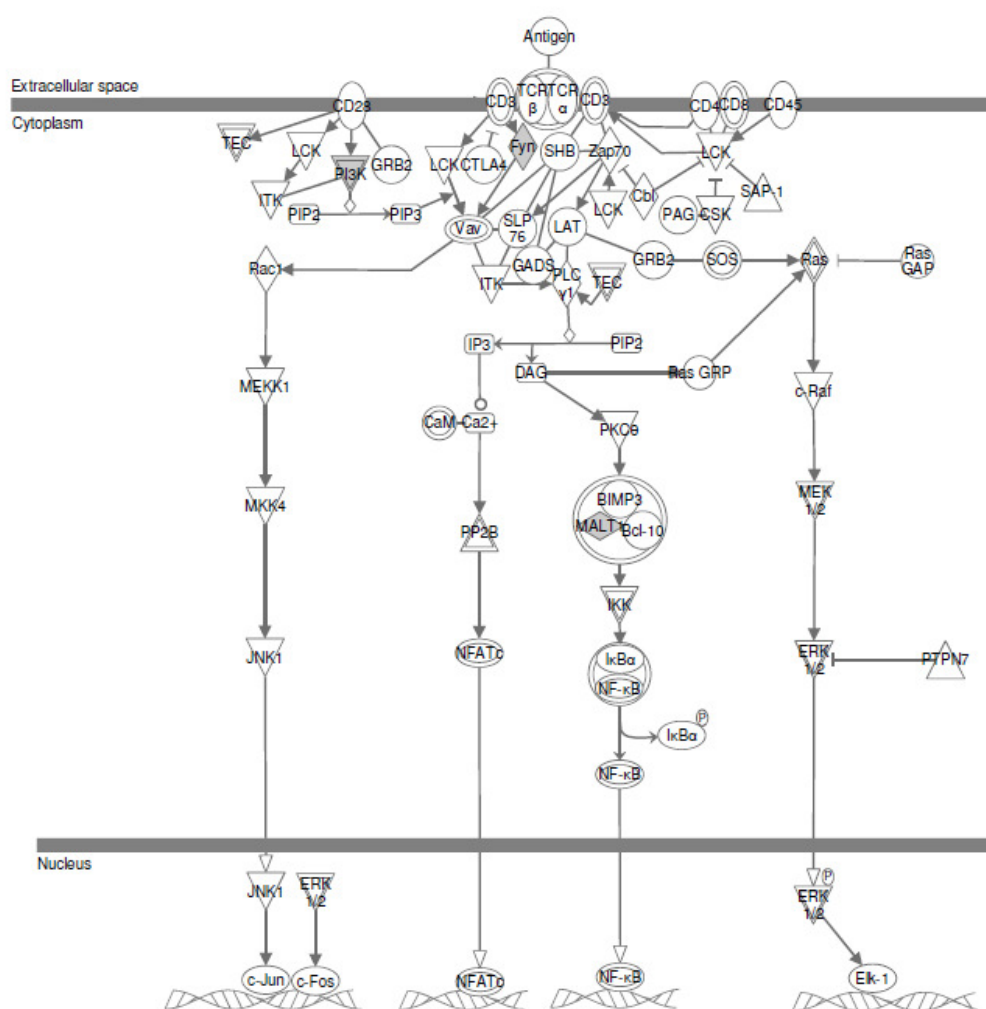 Antigen
Extracellular space
Cytoplasm
CD28
CD3
TCR
β
TCR
α
CD3
CD4
CD8
CD45
TEC
LCK
PI3K
GRB2
LCK
CTLA4
Fyn
SHB
Zap70
LCK
ITK
PIP2
PIP3
LCK
Cbl
SAP-1
PAG
CSK
Vav
SLP
76
LAT
Rac1
ITK
GADS
PLC
γ1
TEC
GRB2
SOS
Ras
Ras
GAP
IP3
PIP2
DAG
Ras GRP
MEKK1
c-Raf
CaM
Ca2+
PKCθ
MKK4
PP2B
BIMP3
MALT1
Bcl-10
MEK
1/2
IKK
JNK1
NFATc
IκBα
NF-κB
ERK
1/2
PTPN7
P
IκBα
NF-κB
Nucleus
JNK1
ERK
1/2
P
ERK
1/2
c-Jun
c-Fos
NFATc
NF-κB
Elk-1